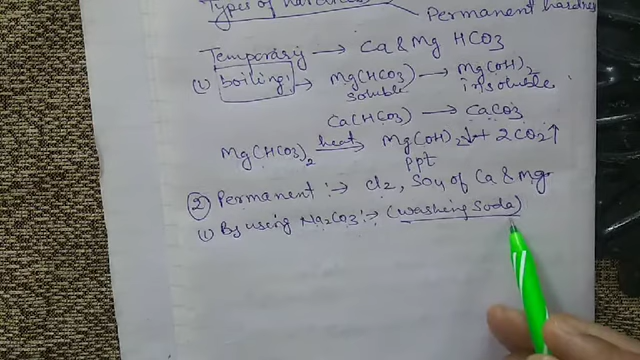 Types of hardness
Permanent hardness
Temporary → Ca & Mg HCO3
(1) boiling: → Mg(HCO3) → Mg(OH)2
soluble insoluble
Ca(HCO3) → CaCO3
Mg(HCO3)2 heat→ Mg(OH)2↓ + 2CO2↑
ppt
② Permanent :→ Cl2, SO4 of Ca & Mg
(1) By using Na2CO3 :→ (washing soda)